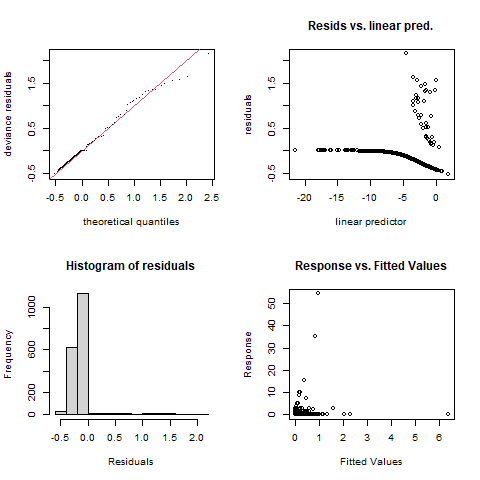 deviance residuals
-0.5 0.5 1.5
-0.5 0.0 0.5 1.0 1.5 2.0 2.5
theoretical quantiles
Resids vs. linear pred.
residuals
-0.5 0.5 1.5
-20 -15 -10 -5 0
linear predictor
Histogram of residuals
Frequency
0 200 600 1000
-0.5 0.0 0.5 1.0 1.5 2.0
Residuals
Response vs. Fitted Values
Response
0 10 20 30 40 50
0 1 2 3 4 5 6
Fitted Values